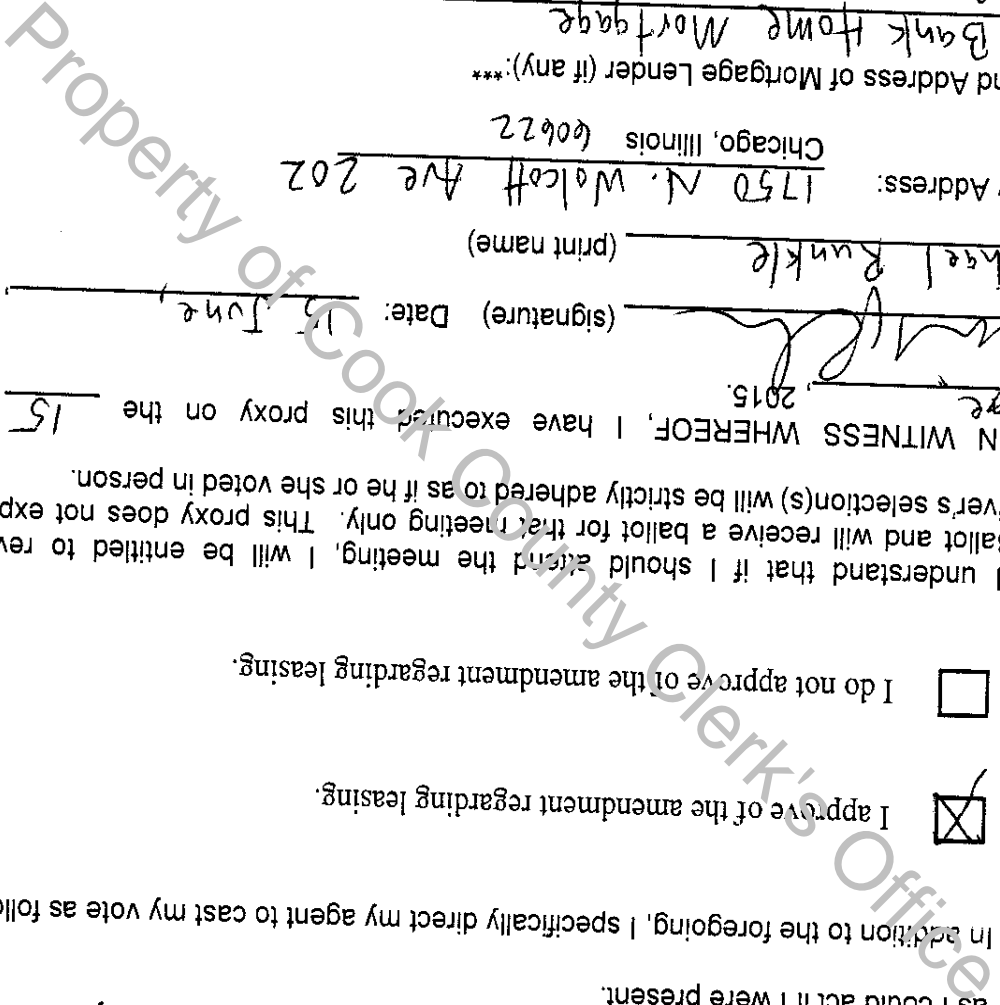 as I could act if I were present.
In addition to the foregoing, I specifically direct my agent to cast my vote as follo
I approve of the amendment regarding leasing.
I do not approve of the amendment regarding leasing.
I understand that if I should attend the meeting, I will be entitled to rev
allot and will receive a ballot for that meeting only. This proxy does not exp
ver's selection(s) will be strictly adhered to as if he or she voted in person.
N WITNESS WHEREOF, I have executed this proxy on the 15
, 2015.
(signature) Date: 15 June,
hael Runkle (print name)
Address: 1750 N. Wolcott Ave 202
Chicago, Illinois 60622
nd Address of Mortgage Lender (if any):***
Bank Home Mortgage
Property of Cook County Clerk's Office